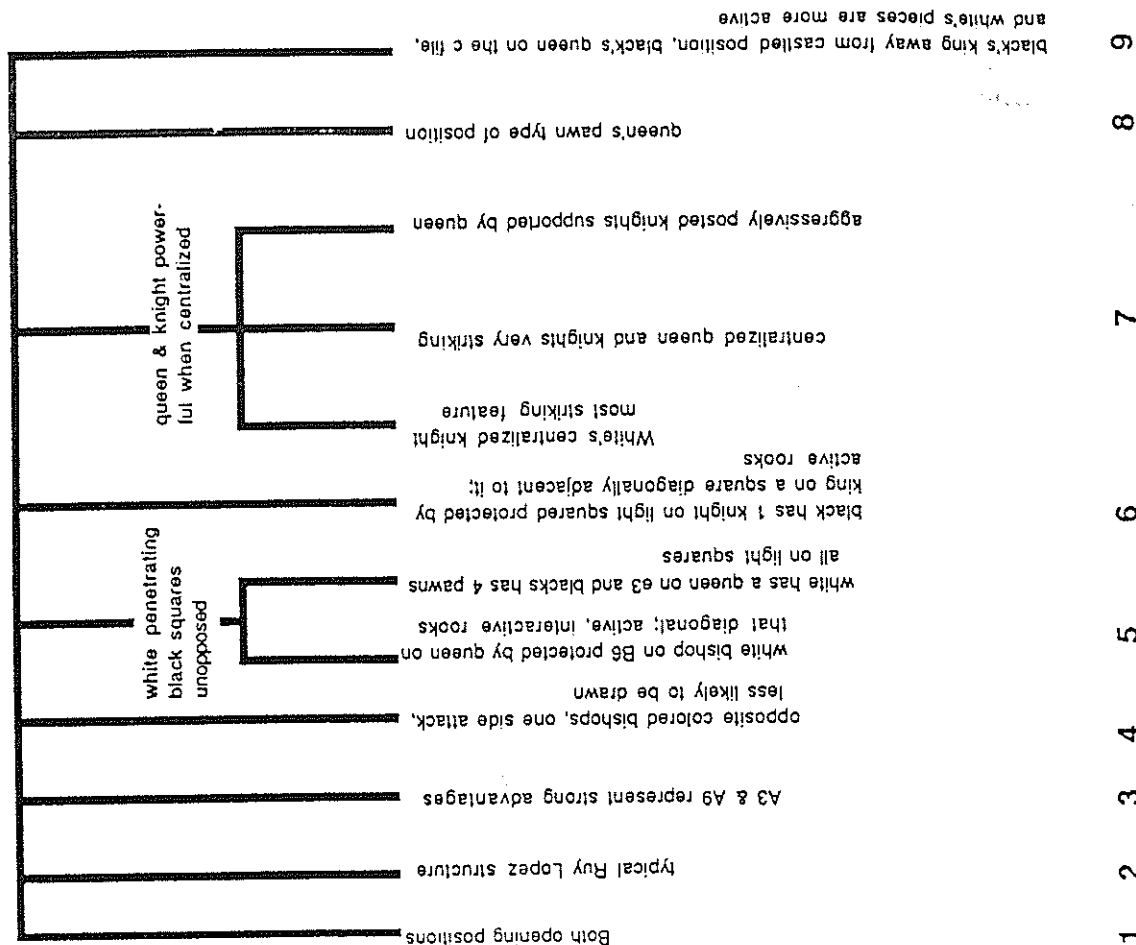 1
Both opening positions
2
typical Ruy Lopez structure
3
A3 & A9 represent strong advantages
4
opposite colored bishops, one side attack,
less likely to be drawn
5
white penetrating
black squares
unopposed
white bishop on B6 protected by queen on
that diagonal; active, interactive rooks
white has a queen on e3 and blacks has 4 pawns
all on light squares
6
black has 1 knight on light squared protected by
king on a square diagonally adjacent to it;
active rooks
7
queen & knight power-
ful when centralized
White's centralized knight
most striking feature
centralized queen and knights very striking
aggressively posted knights supported by queen
8
queen's pawn type of position
9
black's king away from castled position, black's queen on the c file,
and white's pieces are more active